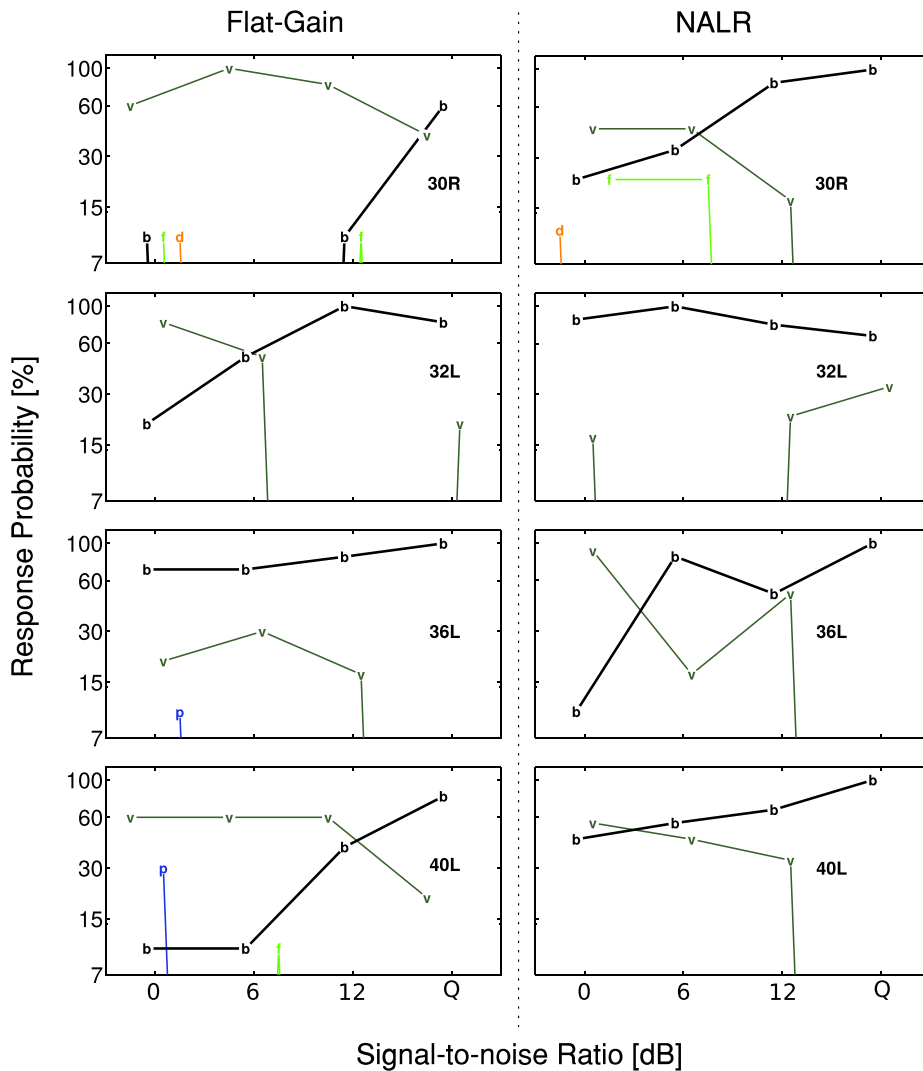 Flat-Gain NALR
100
60
30
15
7
v v v v b
b f d b f
30R
b b
v v b b
f f v
d
30R
100
60
30
15
7
v b v b b
b v
32L
b b b b
v v v
32L
100
60
30
15
7
b b b b
v v v
p
36L
v b b v b
v
b
36L
100
60
30
15
7
v v v b
p b v
b b f
40L
v b b b
b v v
40L
0 6 12 Q 0 6 12 Q
Response Probability [%]
Signal-to-noise Ratio [dB]